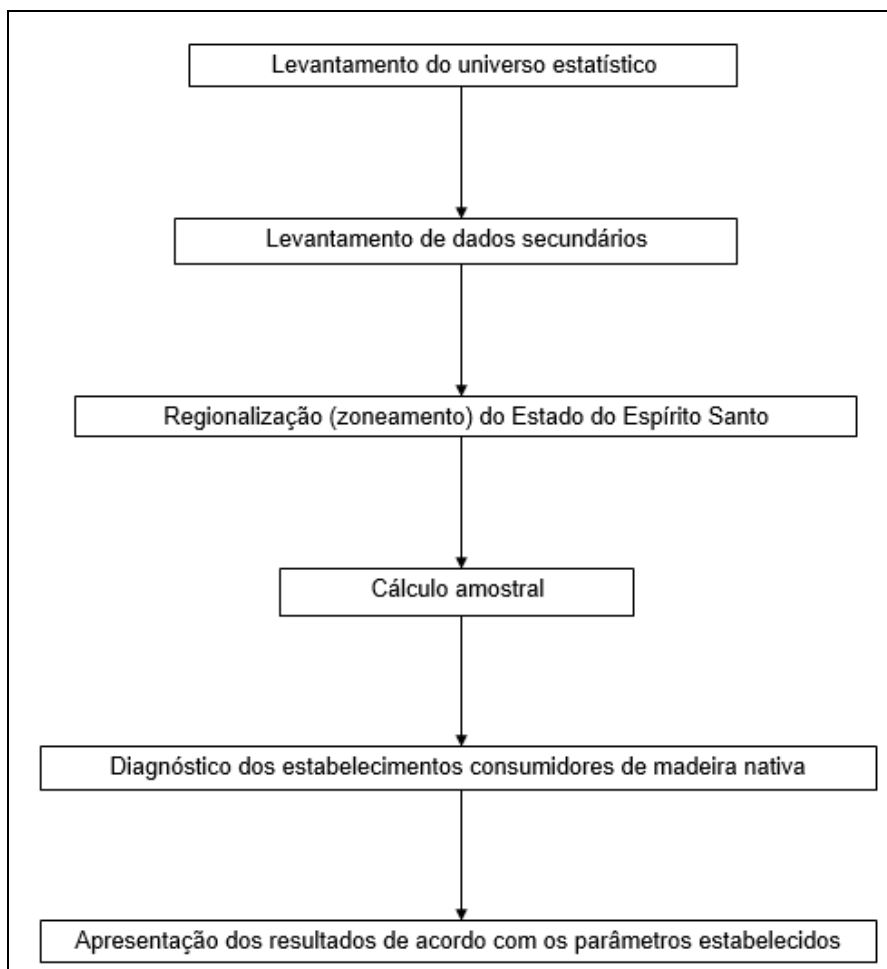 Levantamento do universo estatístico
Levantamento de dados secundários
Regionalização (zoneamento) do Estado do Espírito Santo
Cálculo amostral
Diagnóstico dos estabelecimentos consumidores de madeira nativa
Apresentação dos resultados de acordo com os parâmetros estabelecidos